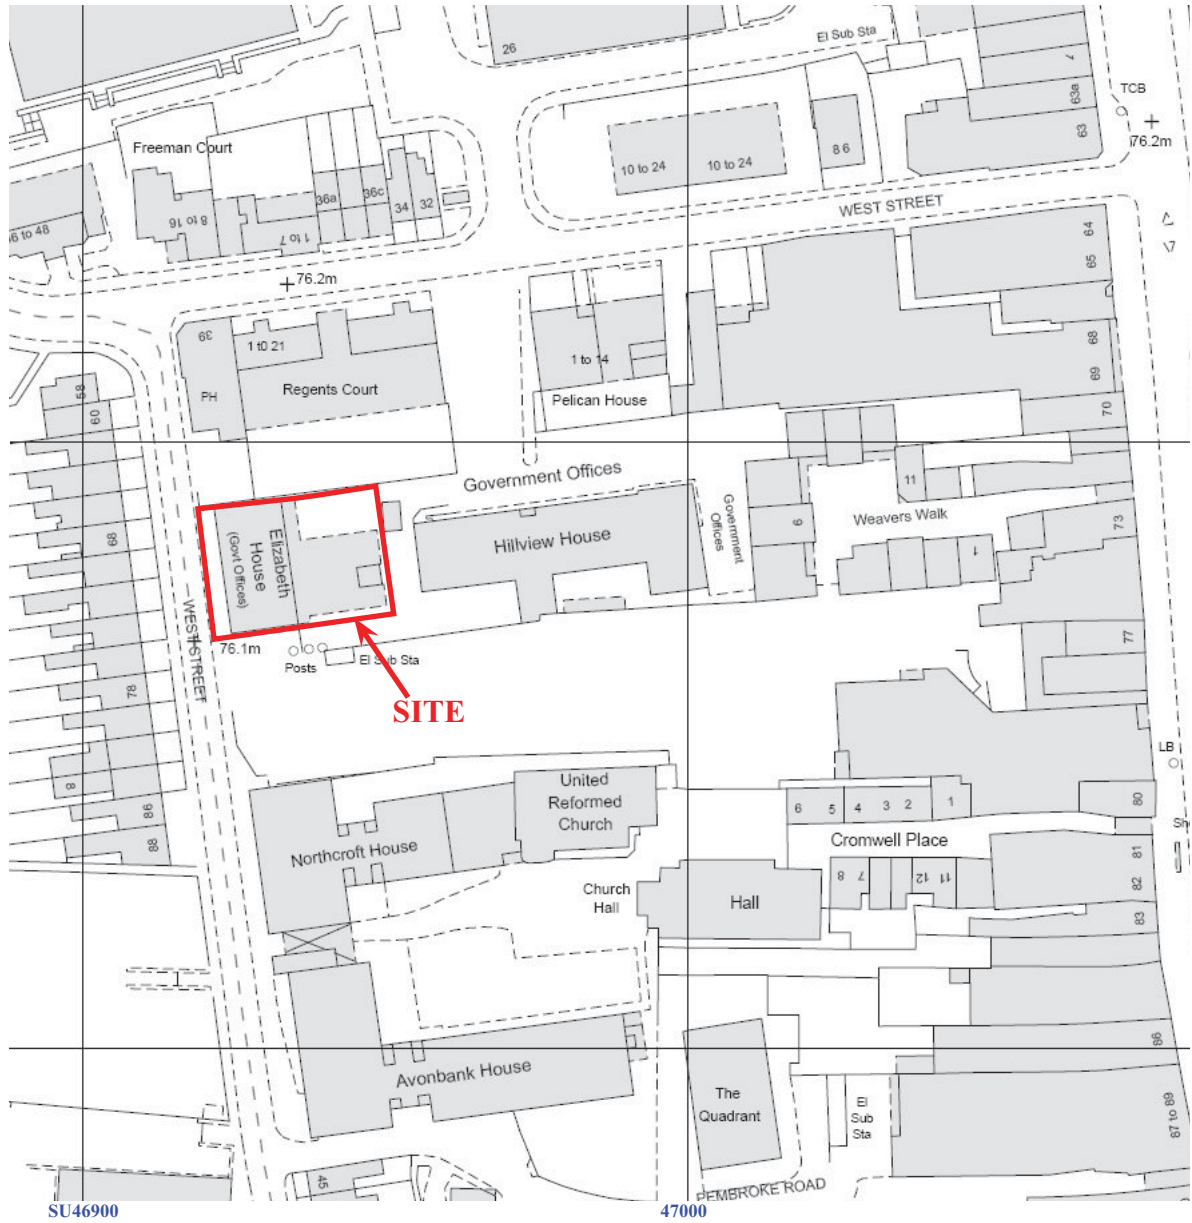 26
El Sub Sta
7
63a
63
TCB
76.2m
Freeman Court
10 to 24
10 to 24
8 6
36a
36c
34
32
8 to 16
1 to 7
WEST STREET
64
65
76.2m
39
1 t0 21
Regents Court
PH
1 to 14
Pelican House
68
69
70
58
60
Government Offices
11
Weavers Walk
73
Elizabeth
House
(Govt Offices)
Hillview House
Government
Offices
9
1
68
WEST STREET
76.1m
Posts
El Sub Sta
77
78
SITE
LB
United
Reformed
Church
6
5
4
3
2
1
80
8
86
88
Northcroft House
Cromwell Place
81
82
83
Church
Hall
Hall
8
7
12
11
86
Avonbank House
The
Quadrant
El
Sub
Sta
87 to 89
45
PEMBROKE ROAD
SU46900
47000